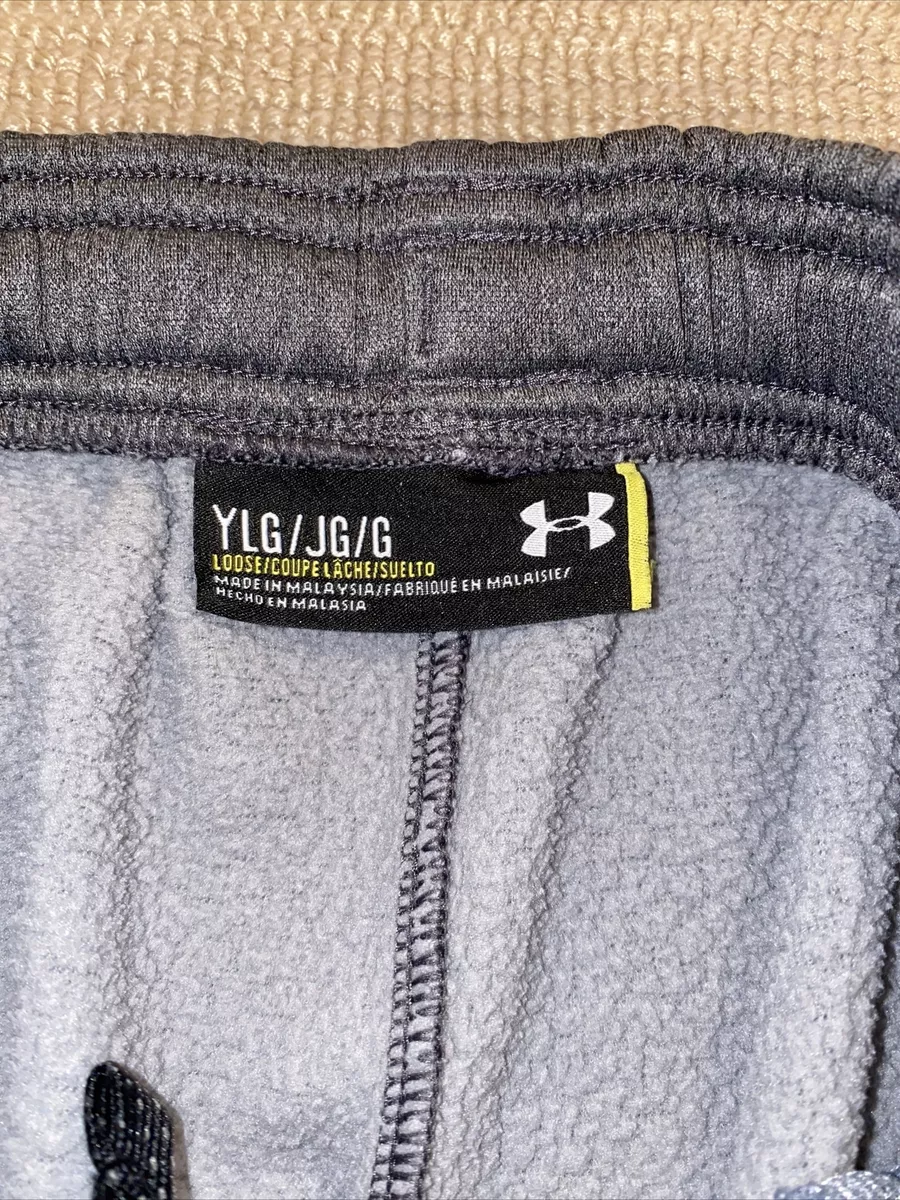 YLG/JG/G
LOOSE/COUPE LÂCHE/SUELTO
MADE IN MALAYSIA/FABRIQUÉ EN MALAISIE/
HECHO EN MALASIA